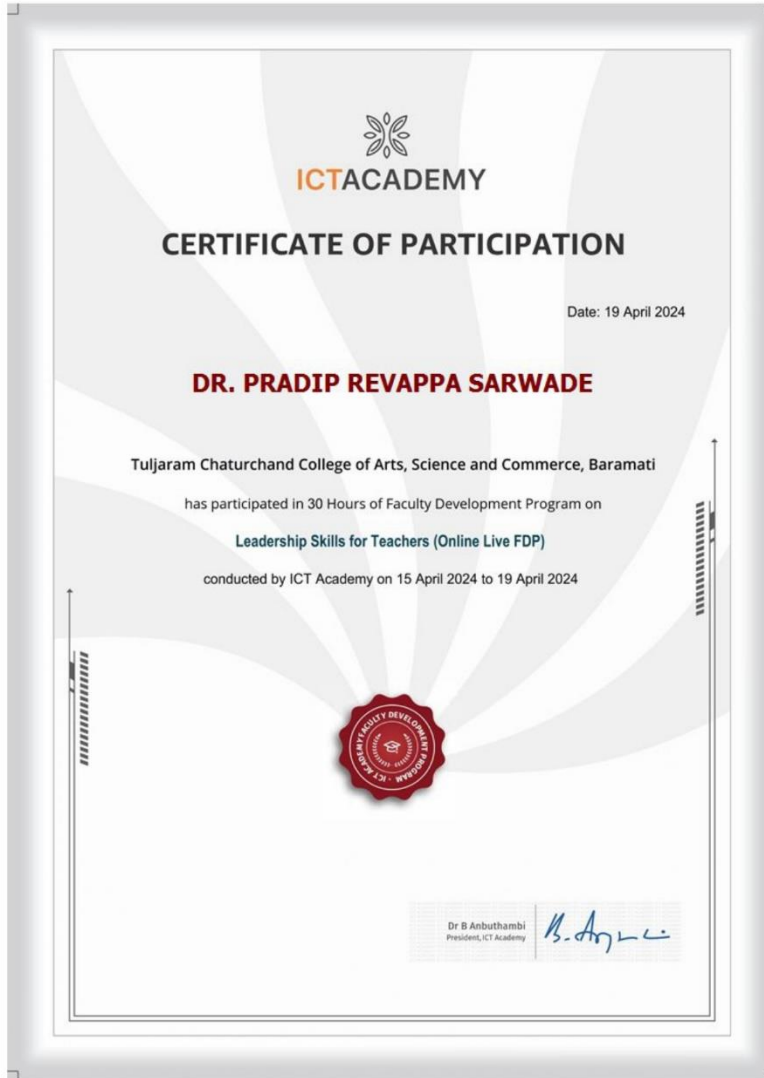 ICTACADEMY
CERTIFICATE OF PARTICIPATION
Date: 19 April 2024
DR. PRADIP REVAPPA SARWADE
Tuljaram Chaturchand College of Arts, Science and Commerce, Baramati
has participated in 30 Hours of Faculty Development Program on
Leadership Skills for Teachers (Online Live FDP)
conducted by ICT Academy on 15 April 2024 to 19 April 2024
FACULTY DEVELOPMENT PROGRAM
Dr B Anbuthambi
President, ICT Academy